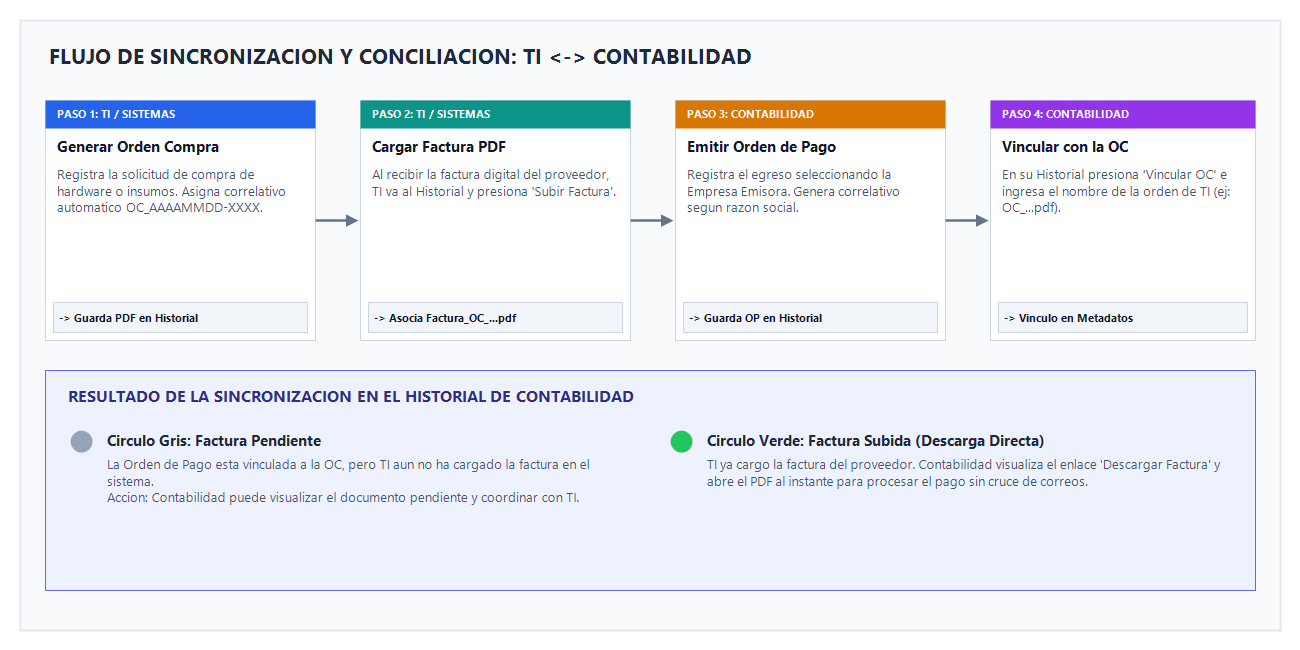 FLUJO DE SINCRONIZACION Y CONCILIACION: TI <-> CONTABILIDAD
PASO 1: TI / SISTEMAS
Generar Orden Compra
Registra la solicitud de compra de
hardware o insumos. Asigna correlativo
automatico OC_AAAAMMDD-XXXX.
-> Guarda PDF en Historial
PASO 2: TI / SISTEMAS
Cargar Factura PDF
Al recibir la factura digital del proveedor,
TI va al Historial y presiona 'Subir Factura'.
-> Asocia Factura_OC_...pdf
PASO 3: CONTABILIDAD
Emitir Orden de Pago
Registra el egreso seleccionando la
Empresa Emisora. Genera correlativo
segun razon social.
-> Guarda OP en Historial
PASO 4: CONTABILIDAD
Vincular con la OC
En su Historial presiona 'Vincular OC' e
ingresa el nombre de la orden de TI (ej:
OC_...pdf).
-> Vinculo en Metadatos
RESULTADO DE LA SINCRONIZACION EN EL HISTORIAL DE CONTABILIDAD
Circulo Gris: Factura Pendiente
La Orden de Pago esta vinculada a la OC, pero TI aun no ha cargado la factura en el
sistema.
Accion: Contabilidad puede visualizar el documento pendiente y coordinar con TI.
Circulo Verde: Factura Subida (Descarga Directa)
TI ya cargo la factura del proveedor. Contabilidad visualiza el enlace 'Descargar Factura' y
abre el PDF al instante para procesar el pago sin cruce de correos.